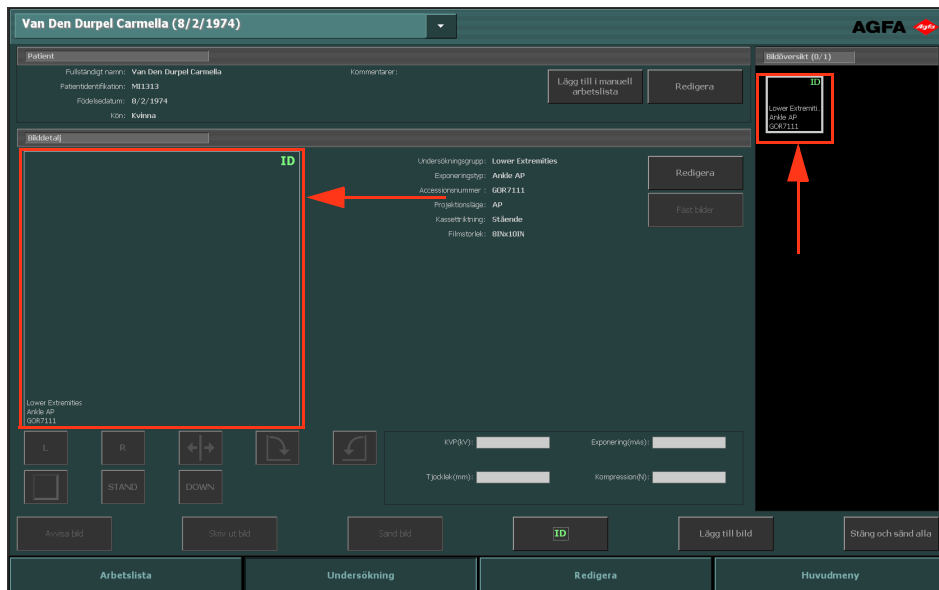 Van Den Durpel Carmella (8/2/1974)
AGFA
Patient
Fullständigt namn: Van Den Durpel Carmella
Patientidentifikation: MI1313
Födelsedatum: 8/2/1974
Kön: Kvinna
Kommentarer:
Lägg till i manuell
arbetslista
Redigera
Bildöversikt (0/1)
ID
Lower Extremiti..
Ankle AP
GOR7111
Bilddetalj
ID
Lower Extremities
Ankle AP
GOR7111
Undersökningsgrupp: Lower Extremities
Exponeringstyp: Ankle AP
Accessionsnummer : GOR7111
Projektionsläge: AP
Kassettriktning: Stående
Filmstorlek: 8INx10IN
Redigera
Fäst bilder
L
R
STAND
DOWN
KVP(kV):
Exponering(mAs):
Tjocklek(mm):
Kompression(N):
Avvisa bild
Skriv ut bild
Sänd bild
ID
Lägg till bild
Stäng och sänd alla
Arbetslista
Undersökning
Redigera
Huvudmeny